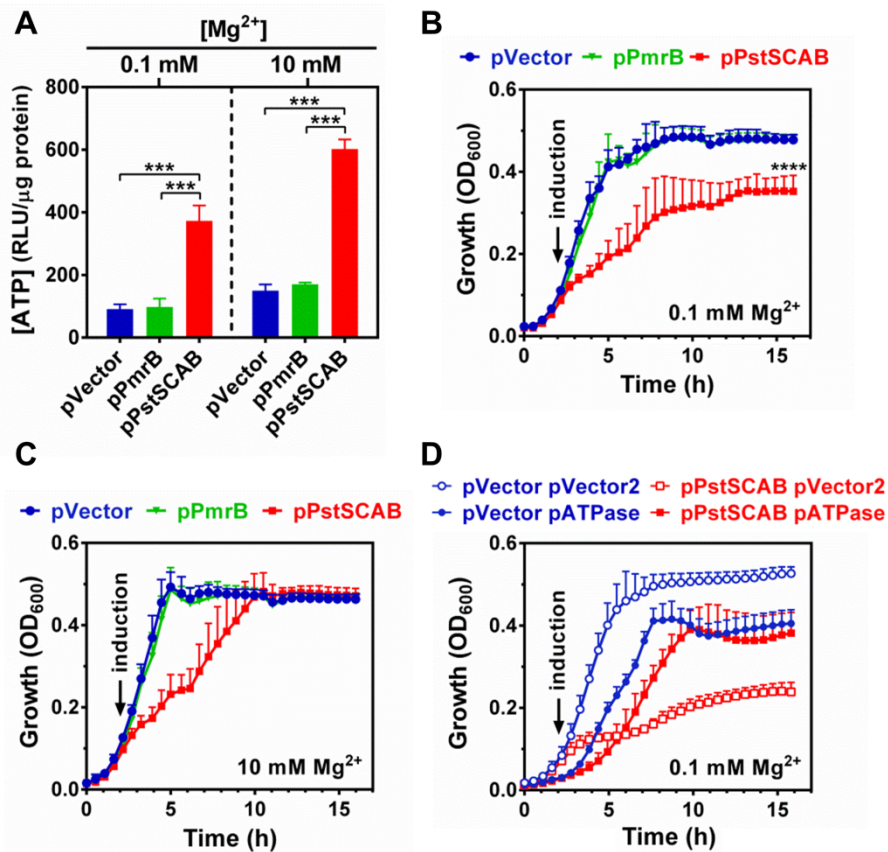 A
[Mg²⁺]
0.1 mM 10 mM
[ATP] (RLU/µg protein)
800
600
400
200
0
***
***
***
***
pVector
pPmrB
pPstSCAB
pVector
pPmrB
pPstSCAB
B
pVector pPmrB pPstSCAB
Growth (OD₆₀₀)
0.6
0.4
0.2
0.0
induction
****
0.1 mM Mg²⁺
0 5 10 15
Time (h)
C
pVector pPmrB pPstSCAB
Growth (OD₆₀₀)
0.6
0.4
0.2
0.0
induction
10 mM Mg²⁺
0 5 10 15
Time (h)
D
pVector pVector2 pPstSCAB pVector2
pVector pATPase pPstSCAB pATPase
Growth (OD₆₀₀)
0.6
0.4
0.2
0.0
induction
0.1 mM Mg²⁺
0 5 10 15
Time (h)